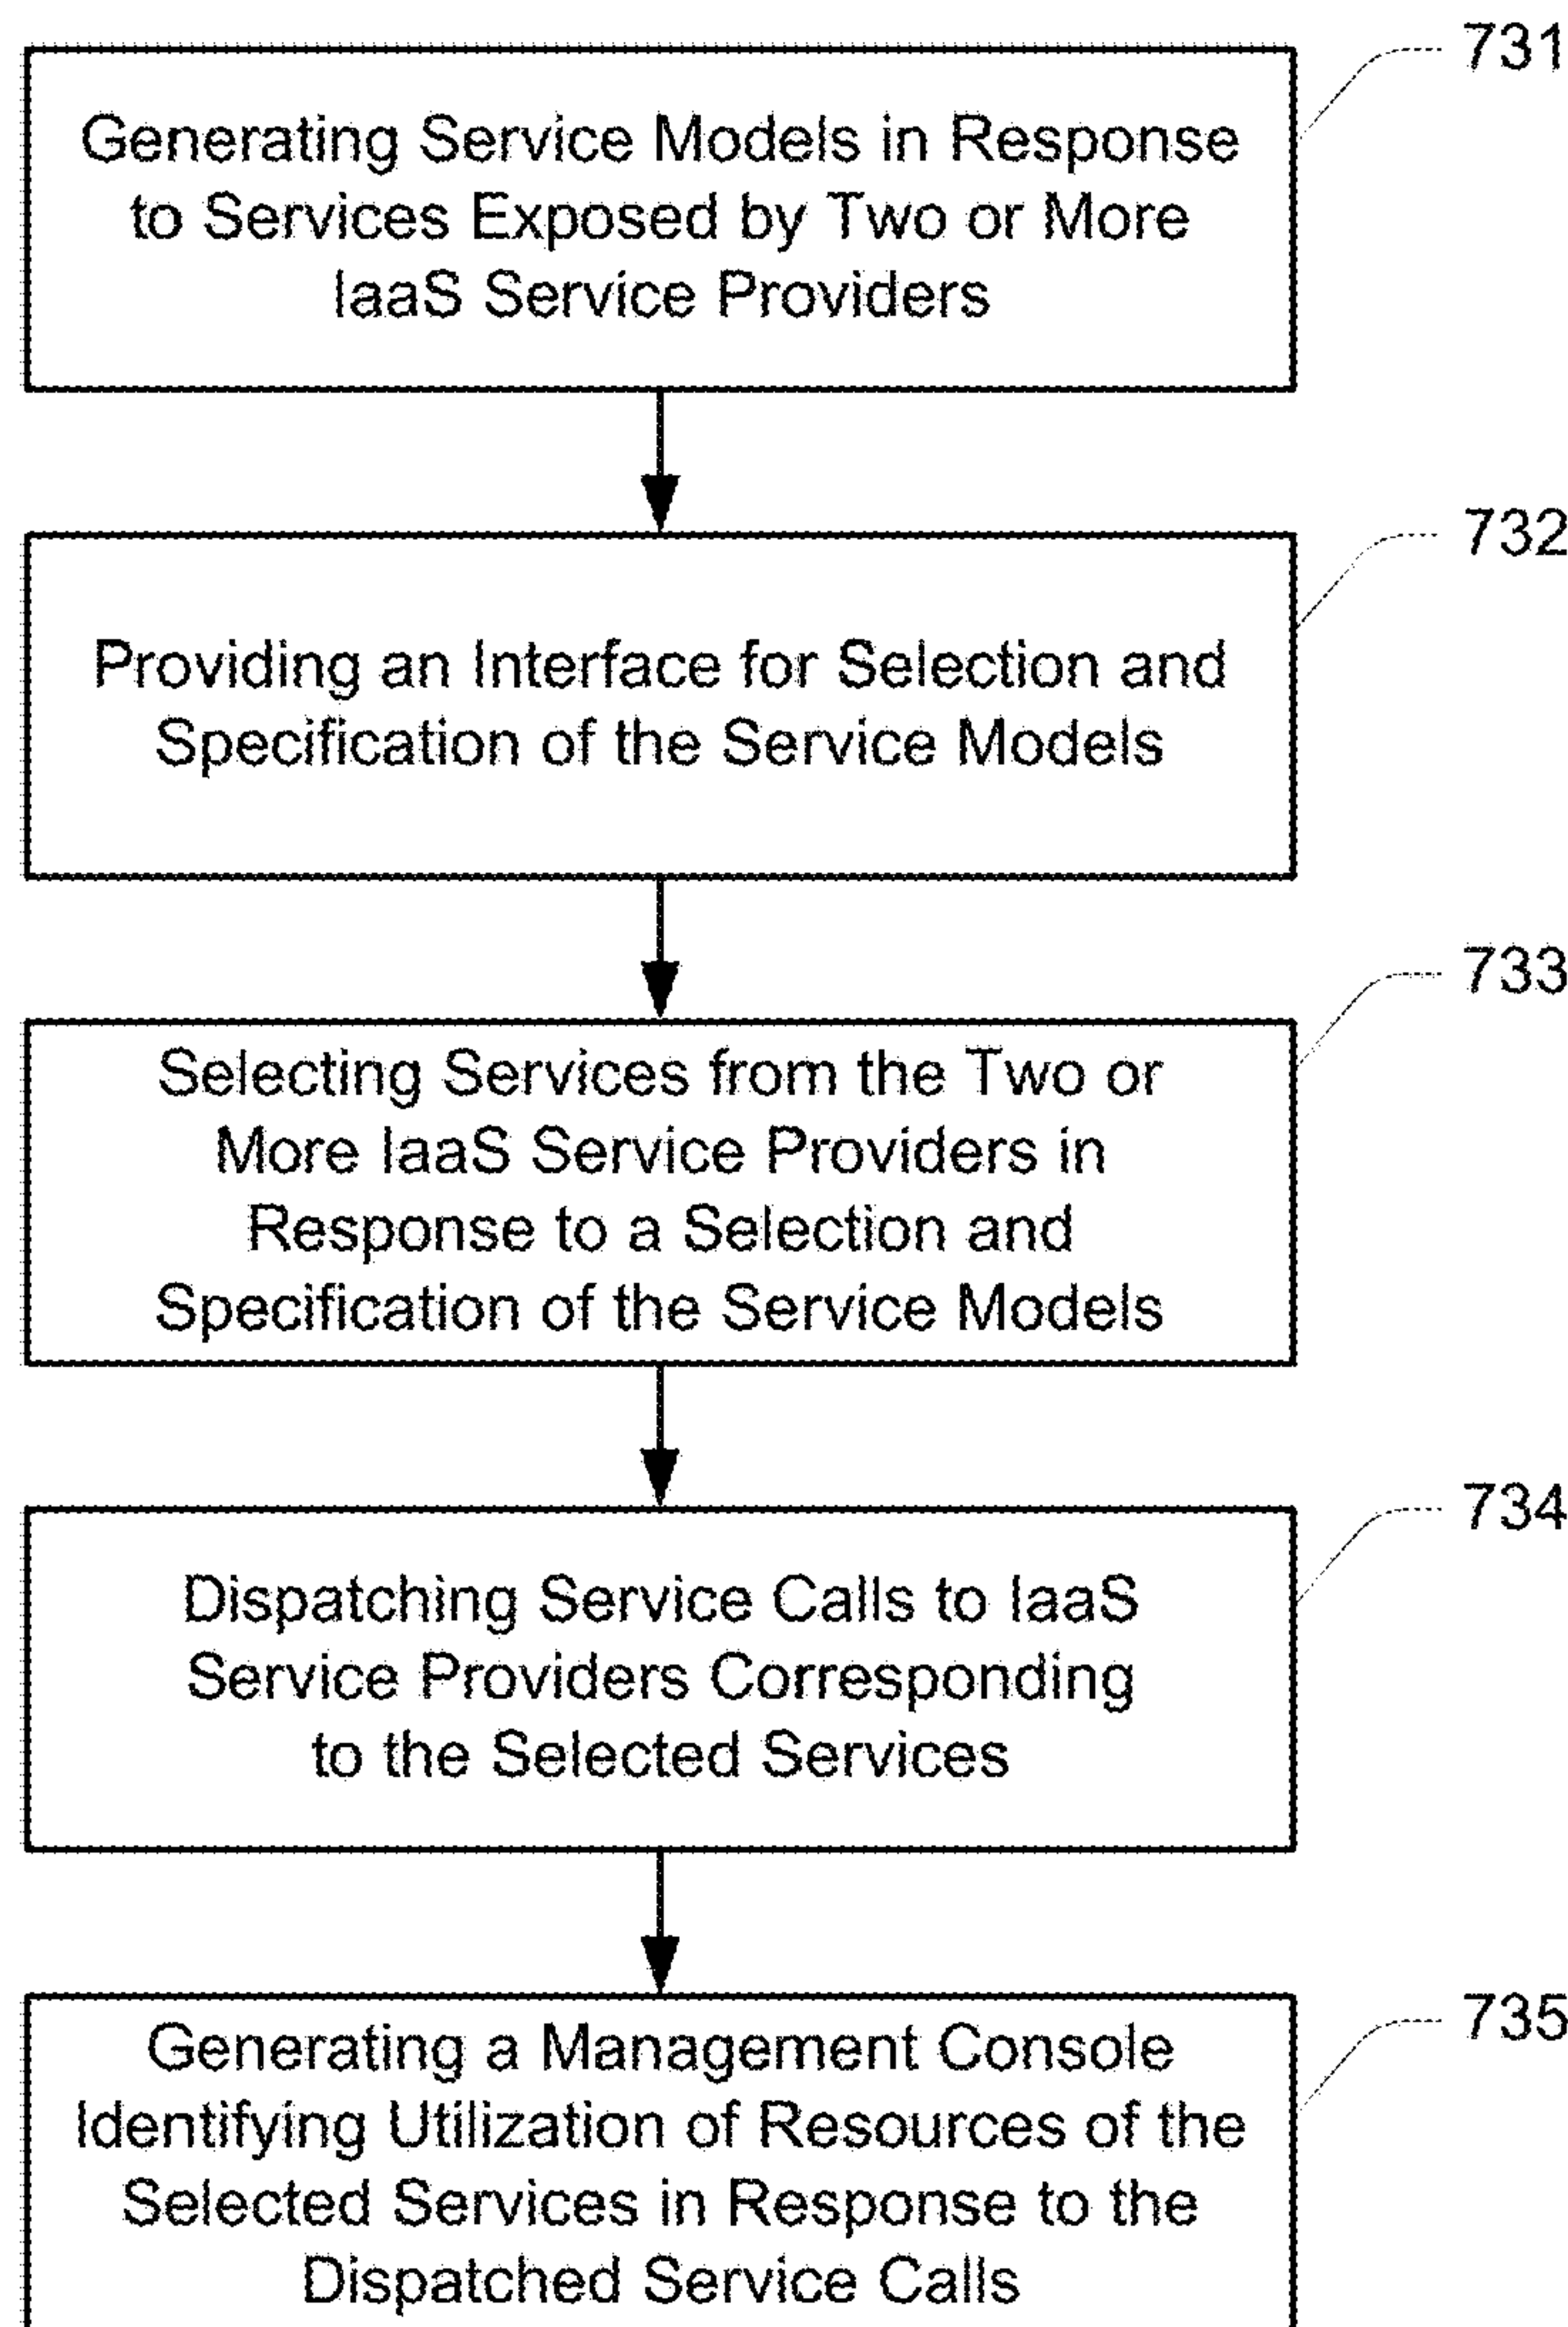 731
Generating Service Models in Response
to Services Exposed by Two or More
IaaS Service Providers
732
Providing an Interface for Selection and
Specification of the Service Models
733
Selecting Services from the Two or
More IaaS Service Providers in
Response to a Selection and
Specification of the Service Models
734
Dispatching Service Calls to IaaS
Service Providers Corresponding
to the Selected Services
735
Generating a Management Console
Identifying Utilization of Resources of the
Selected Services in Response to the
Dispatched Service Calls